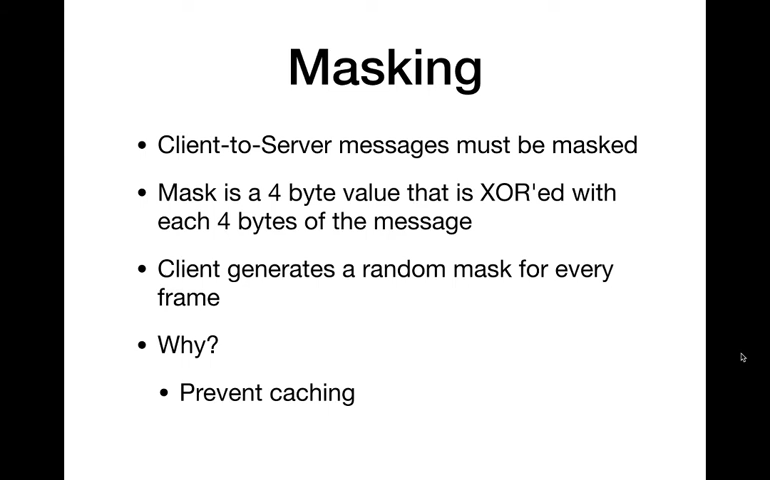 Masking
• Client-to-Server messages must be masked
• Mask is a 4 byte value that is XOR'ed with
each 4 bytes of the message
• Client generates a random mask for every
frame
• Why?
• Prevent caching